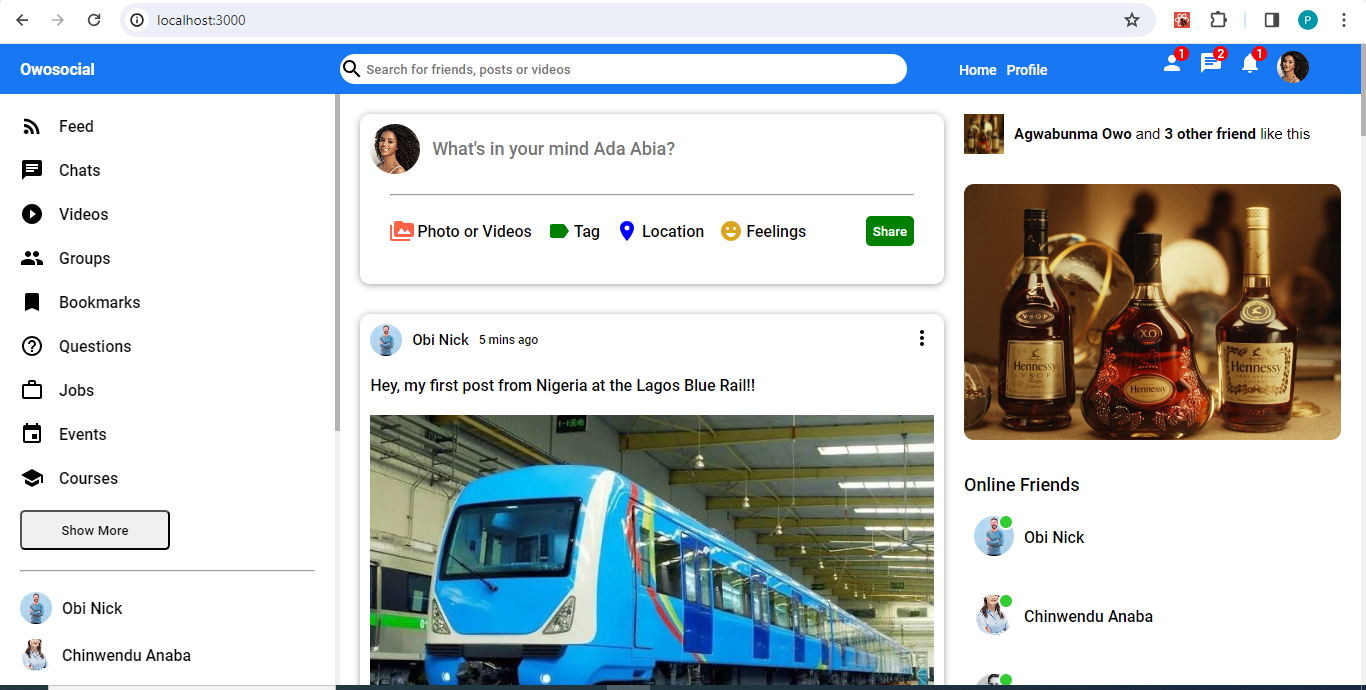 localhost:3000
P
Owosocial
Search for friends, posts or videos
Home Profile
1
2
1
Feed
Chats
Videos
Groups
Bookmarks
Questions
Jobs
Events
Courses
Show More
Obi Nick
Chinwendu Anaba
What's in your mind Ada Abia?
Photo or Videos
Tag
Location
Feelings
Share
Obi Nick 5 mins ago
Hey, my first post from Nigeria at the Lagos Blue Rail!!
Agwabunma Owo and 3 other friend like this
V·S·O·P
Hennessy
V·S·O·P
X.O
Hennessy
Hennessy
Online Friends
Obi Nick
Chinwendu Anaba